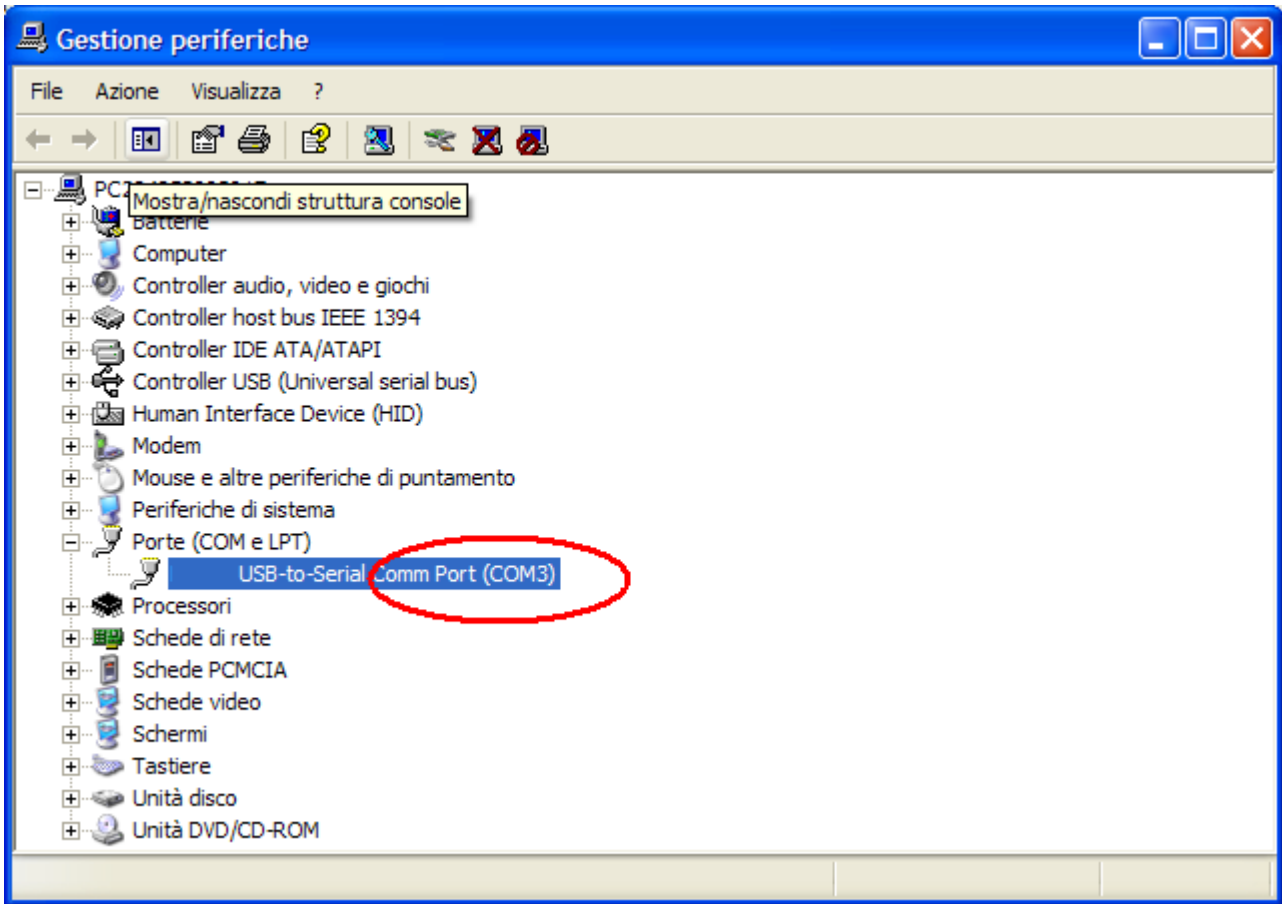 Gestione periferiche
File Azione Visualizza ?
Mostra/nascondi struttura console
Batterie
Computer
Controller audio, video e giochi
Controller host bus IEEE 1394
Controller IDE ATA/ATAPI
Controller USB (Universal serial bus)
Human Interface Device (HID)
Modem
Mouse e altre periferiche di puntamento
Periferiche di sistema
Porte (COM e LPT)
USB-to-Serial Comm Port (COM3)
Processori
Schede di rete
Schede PCMCIA
Schede video
Schermi
Tastiere
Unità disco
Unità DVD/CD-ROM